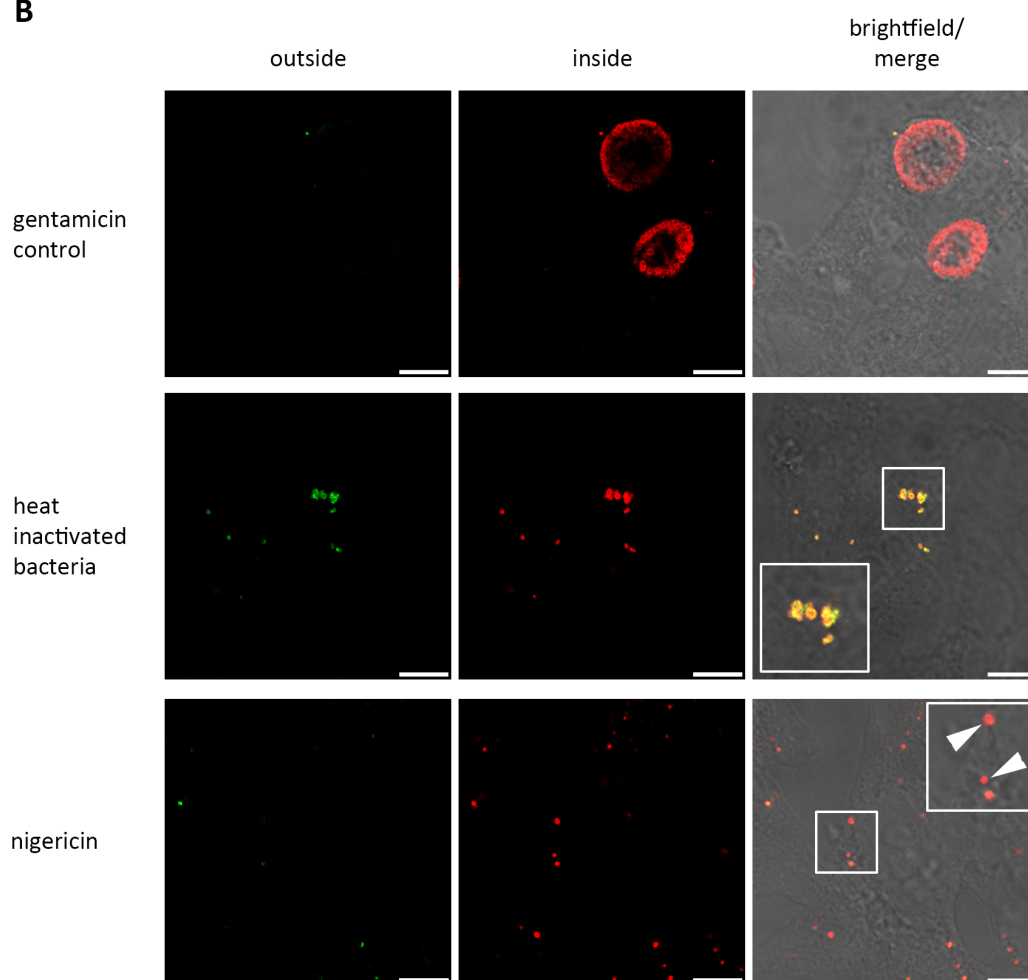 B
outside
inside
brightfield/
merge
gentamicin
control
heat
inactivated
bacteria
nigericin